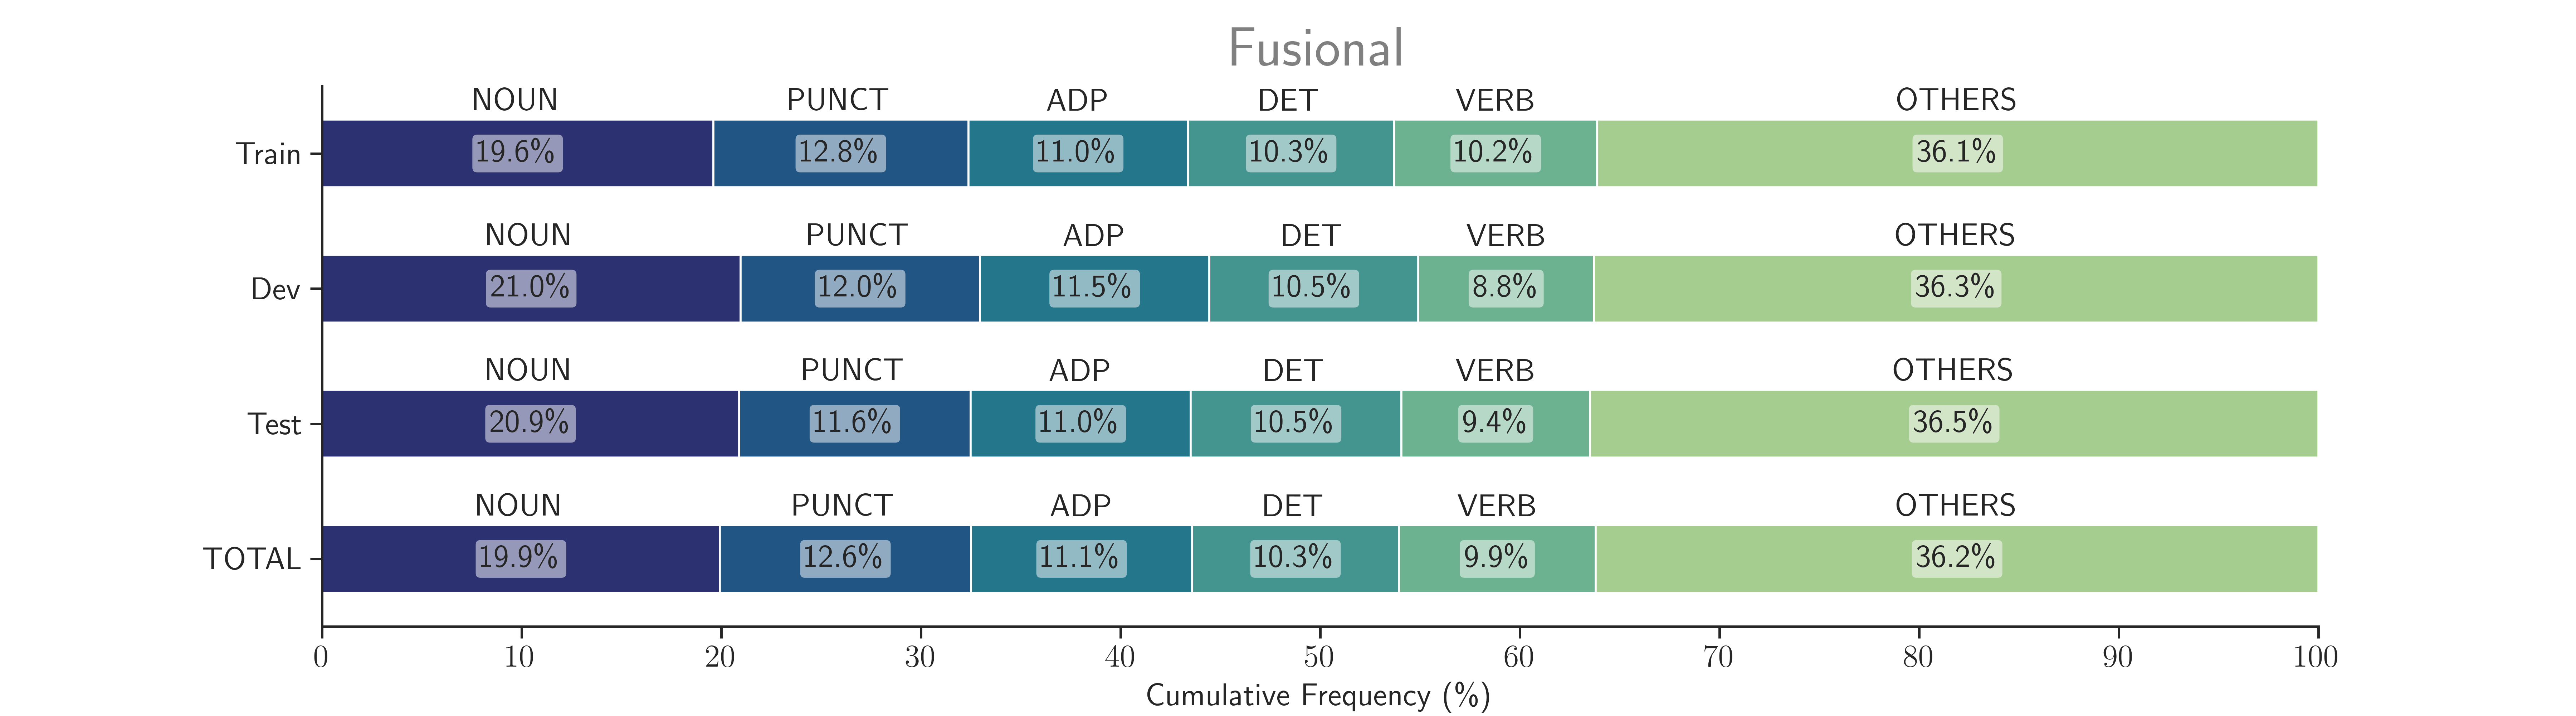 Fusional
NOUN PUNCT ADP DET VERB OTHERS
Train 19.6% 12.8% 11.0% 10.3% 10.2% 36.1%
NOUN PUNCT ADP DET VERB OTHERS
Dev 21.0% 12.0% 11.5% 10.5% 8.8% 36.3%
NOUN PUNCT ADP DET VERB OTHERS
Test 20.9% 11.6% 11.0% 10.5% 9.4% 36.5%
NOUN PUNCT ADP DET VERB OTHERS
TOTAL 19.9% 12.6% 11.1% 10.3% 9.9% 36.2%
0 10 20 30 40 50 60 70 80 90 100
Cumulative Frequency (%)